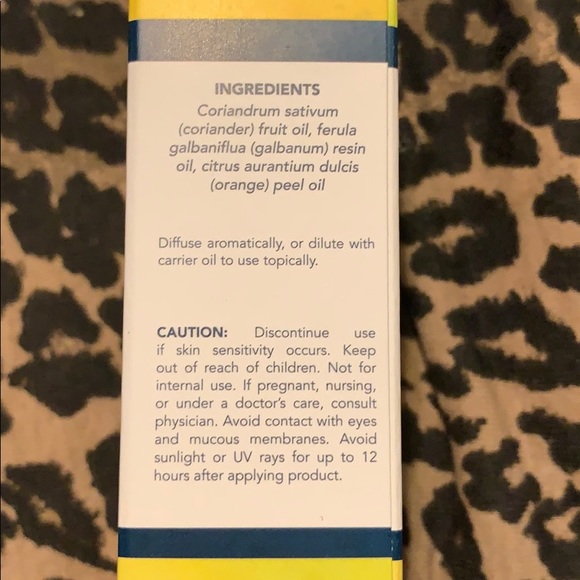 INGREDIENTS
Coriandrum sativum
(coriander) fruit oil, ferula
galbaniflua (galbanum) resin
oil, citrus aurantium dulcis
(orange) peel oil
Diffuse aromatically, or dilute with
carrier oil to use topically.
CAUTION: Discontinue use
if skin sensitivity occurs. Keep
out of reach of children. Not for
internal use. If pregnant, nursing,
or under a doctor's care, consult
physician. Avoid contact with eyes
and mucous membranes. Avoid
sunlight or UV rays for up to 12
hours after applying product.